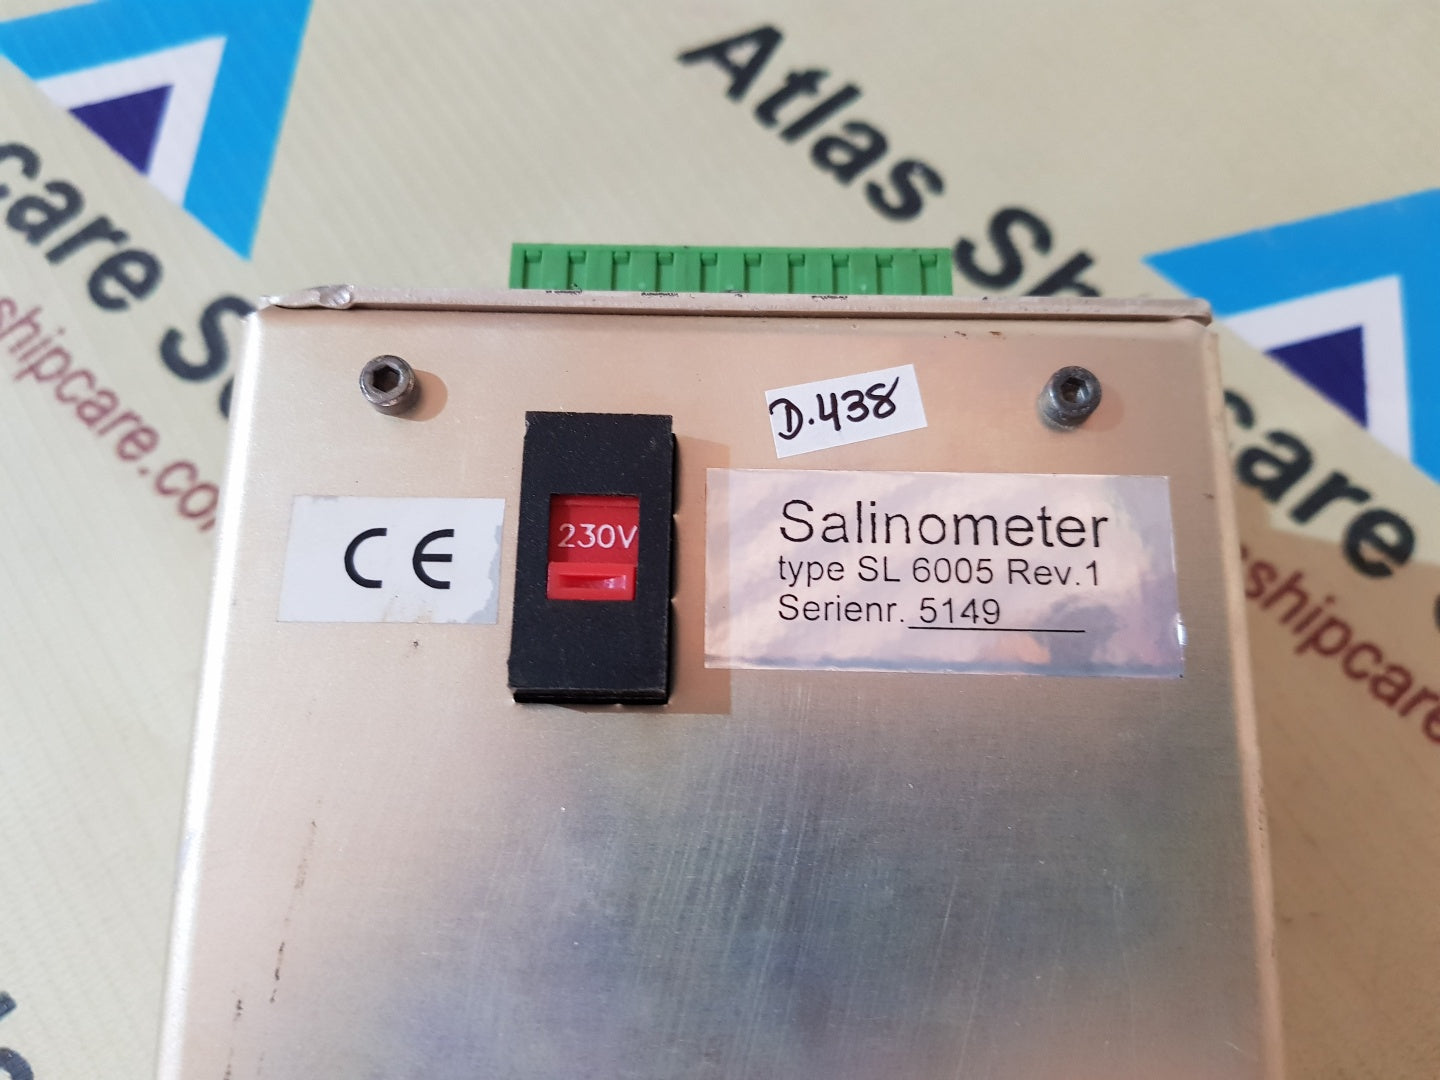 Atlas Sh
care S
shipcare.co
D.438
CE
230V
Salinometer
type SL 6005 Rev.1
Serienr. 5149
care
shipcare